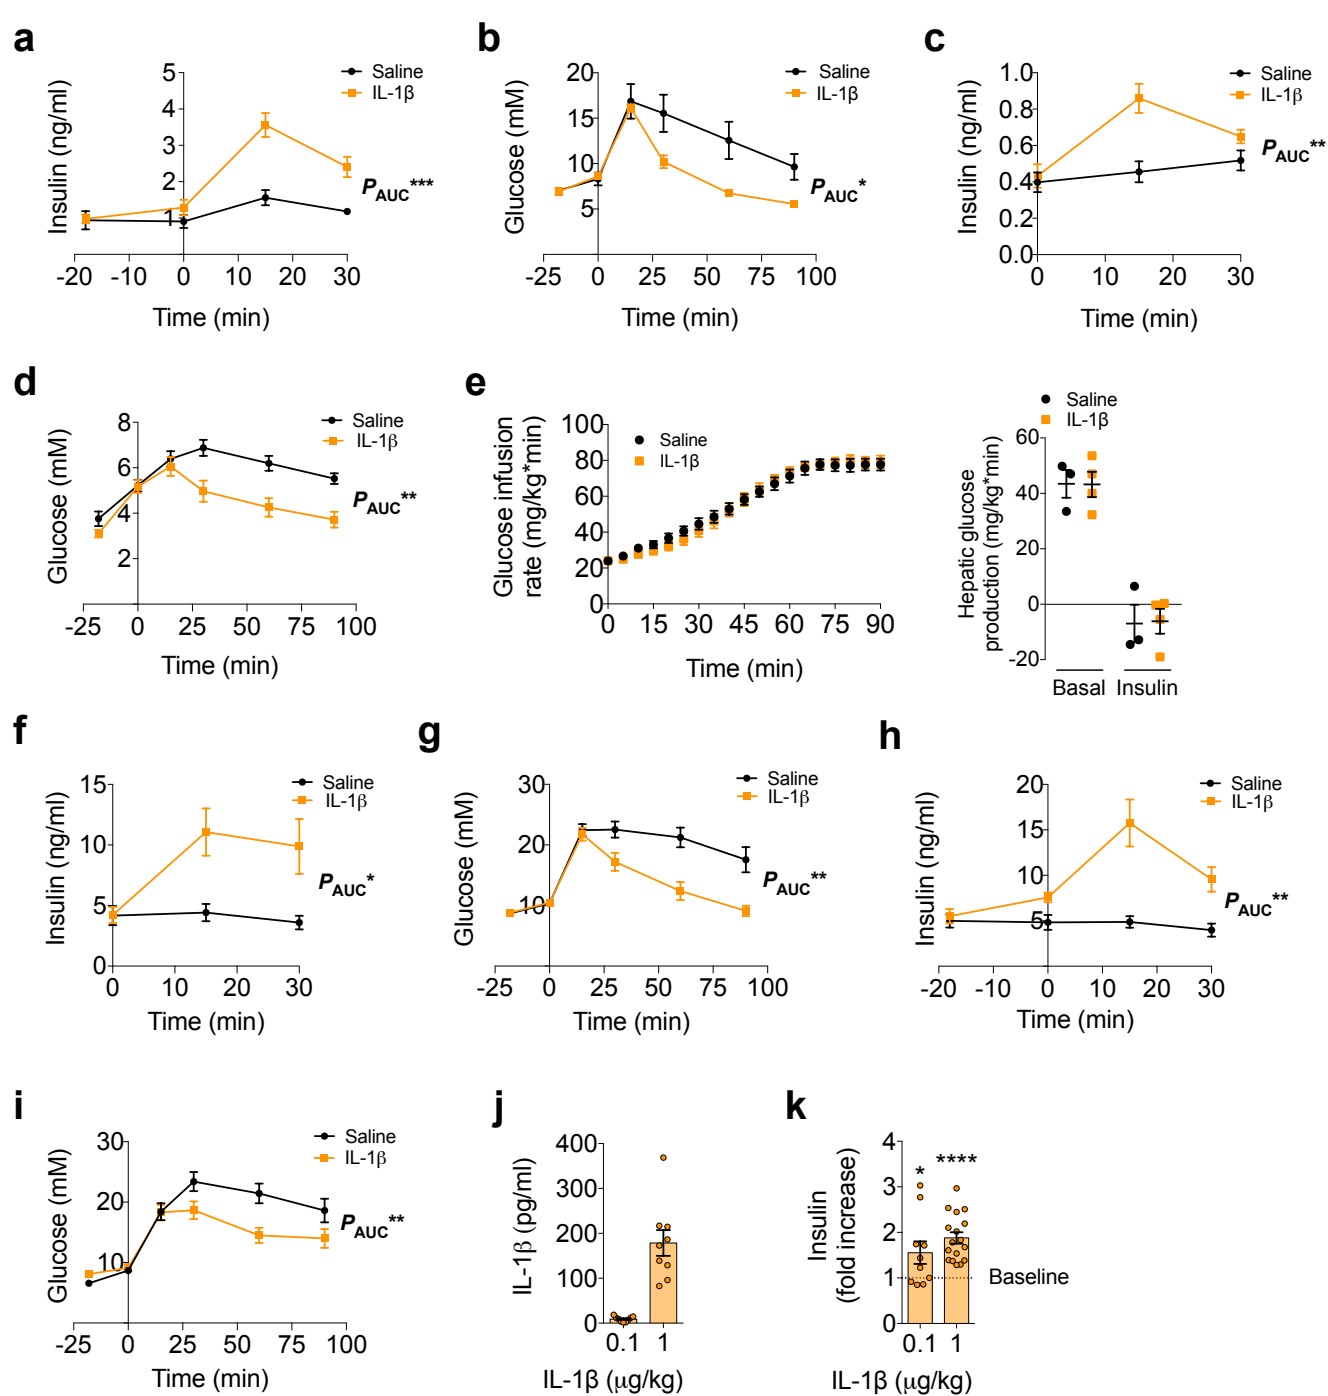 a
Insulin (ng/ml)
5
4
3
2
1
-20 -10 0 10 20 30
Time (min)
Saline
IL-1β
PAUC***
b
Glucose (mM)
20
15
10
5
-25 0 25 50 75 100
Time (min)
Saline
IL-1β
PAUC*
c
Insulin (ng/ml)
1.0
0.8
0.6
0.4
0.2
0.0
0 10 20 30
Time (min)
Saline
IL-1β
PAUC**
d
Glucose (mM)
8
6
4
2
-25 0 25 50 75 100
Time (min)
Saline
IL-1β
PAUC**
e
Glucose infusion
rate (mg/kg*min)
100
80
60
40
20
0
0 15 30 45 60 75 90
Time (min)
Saline
IL-1β
Saline
IL-1β
Hepatic glucose
production (mg/kg*min)
60
40
20
0
-20
Basal Insulin
f
Insulin (ng/ml)
15
10
5
0
0 10 20 30
Time (min)
Saline
IL-1β
PAUC*
g
Glucose (mM)
30
20
10
-25 0 25 50 75 100
Time (min)
Saline
IL-1β
PAUC**
h
Insulin (ng/ml)
20
15
10
5
-20 -10 0 10 20 30
Time (min)
Saline
IL-1β
PAUC**
i
Glucose (mM)
30
20
10
-25 0 25 50 75 100
Time (min)
Saline
IL-1β
PAUC**
j
IL-1β (pg/ml)
400
300
200
100
0
0.1 1
IL-1β (µg/kg)
k
Insulin
(fold increase)
4
3
2
1
0
* ****
Baseline
0.1 1
IL-1β (µg/kg)